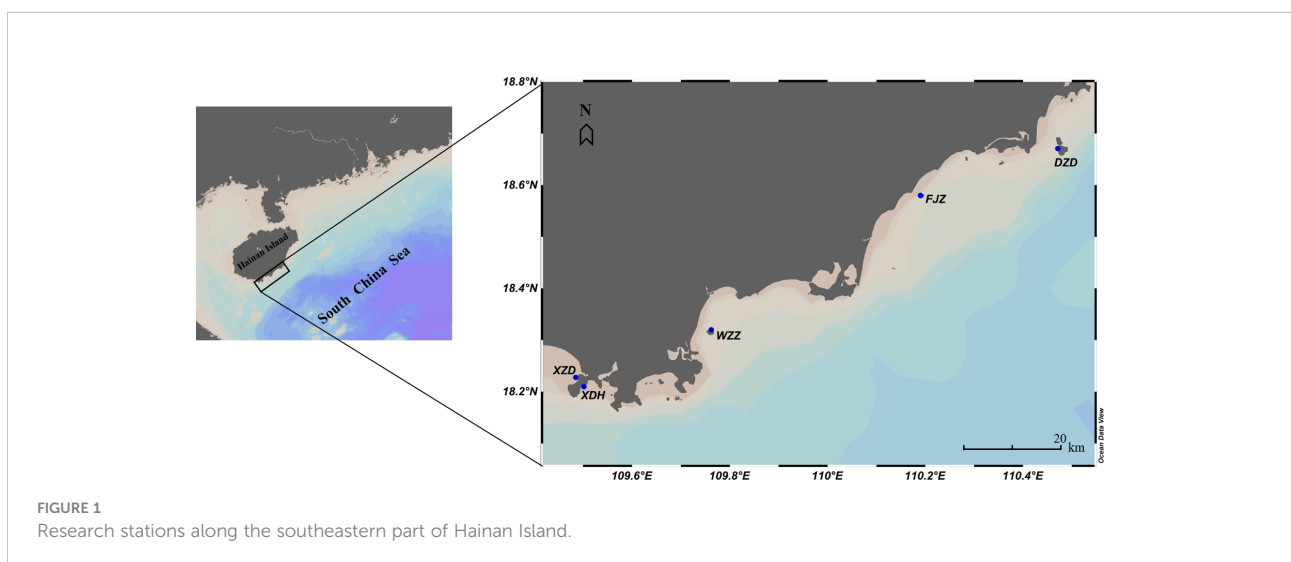 18.8°N
N
DZD
18.6°N
FJZ
Hainan Island
South China Sea
18.4°N
WZZ
XZD
18.2°N
XDH
20
km
Ocean Data View
109.6°E
109.8°E
110°E
110.2°E
110.4°E
FIGURE 1
Research stations along the southeastern part of Hainan Island.